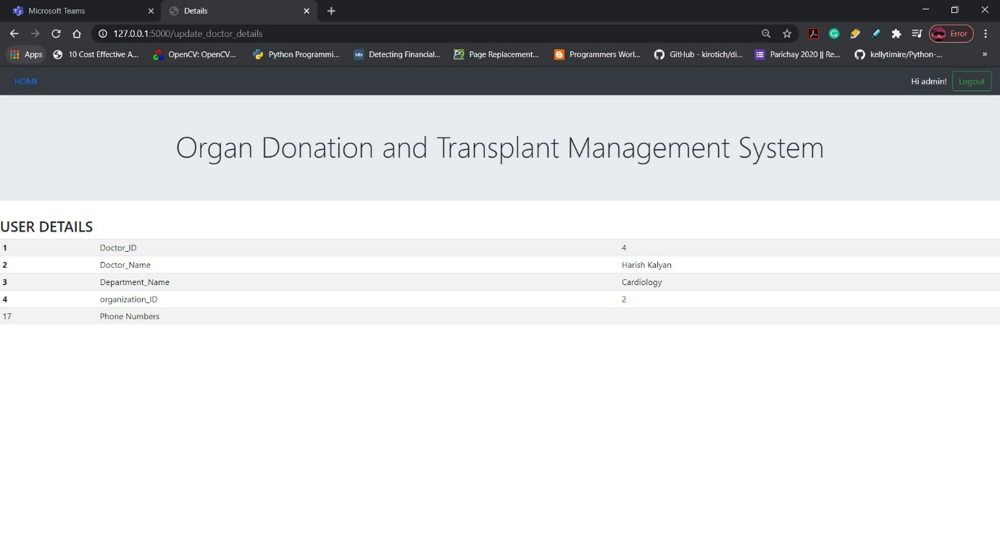 Microsoft Teams Details
127.0.0.1:5000/update_doctor_details Error
Apps 10 Cost Effective A... OpenCV: OpenCV... Python Programmi... tds Detecting Financial... Page Replacement... Programmers Worl... GitHub - kirotich/di... Parichay 2020 || Re... kellytimire/Python-... »
HOME Hi admin! Logout
Organ Donation and Transplant Management System
USER DETAILS
1 Doctor_ID 4
2 Doctor_Name Harish Kalyan
3 Department_Name Cardiology
4 organization_ID 2
17 Phone Numbers